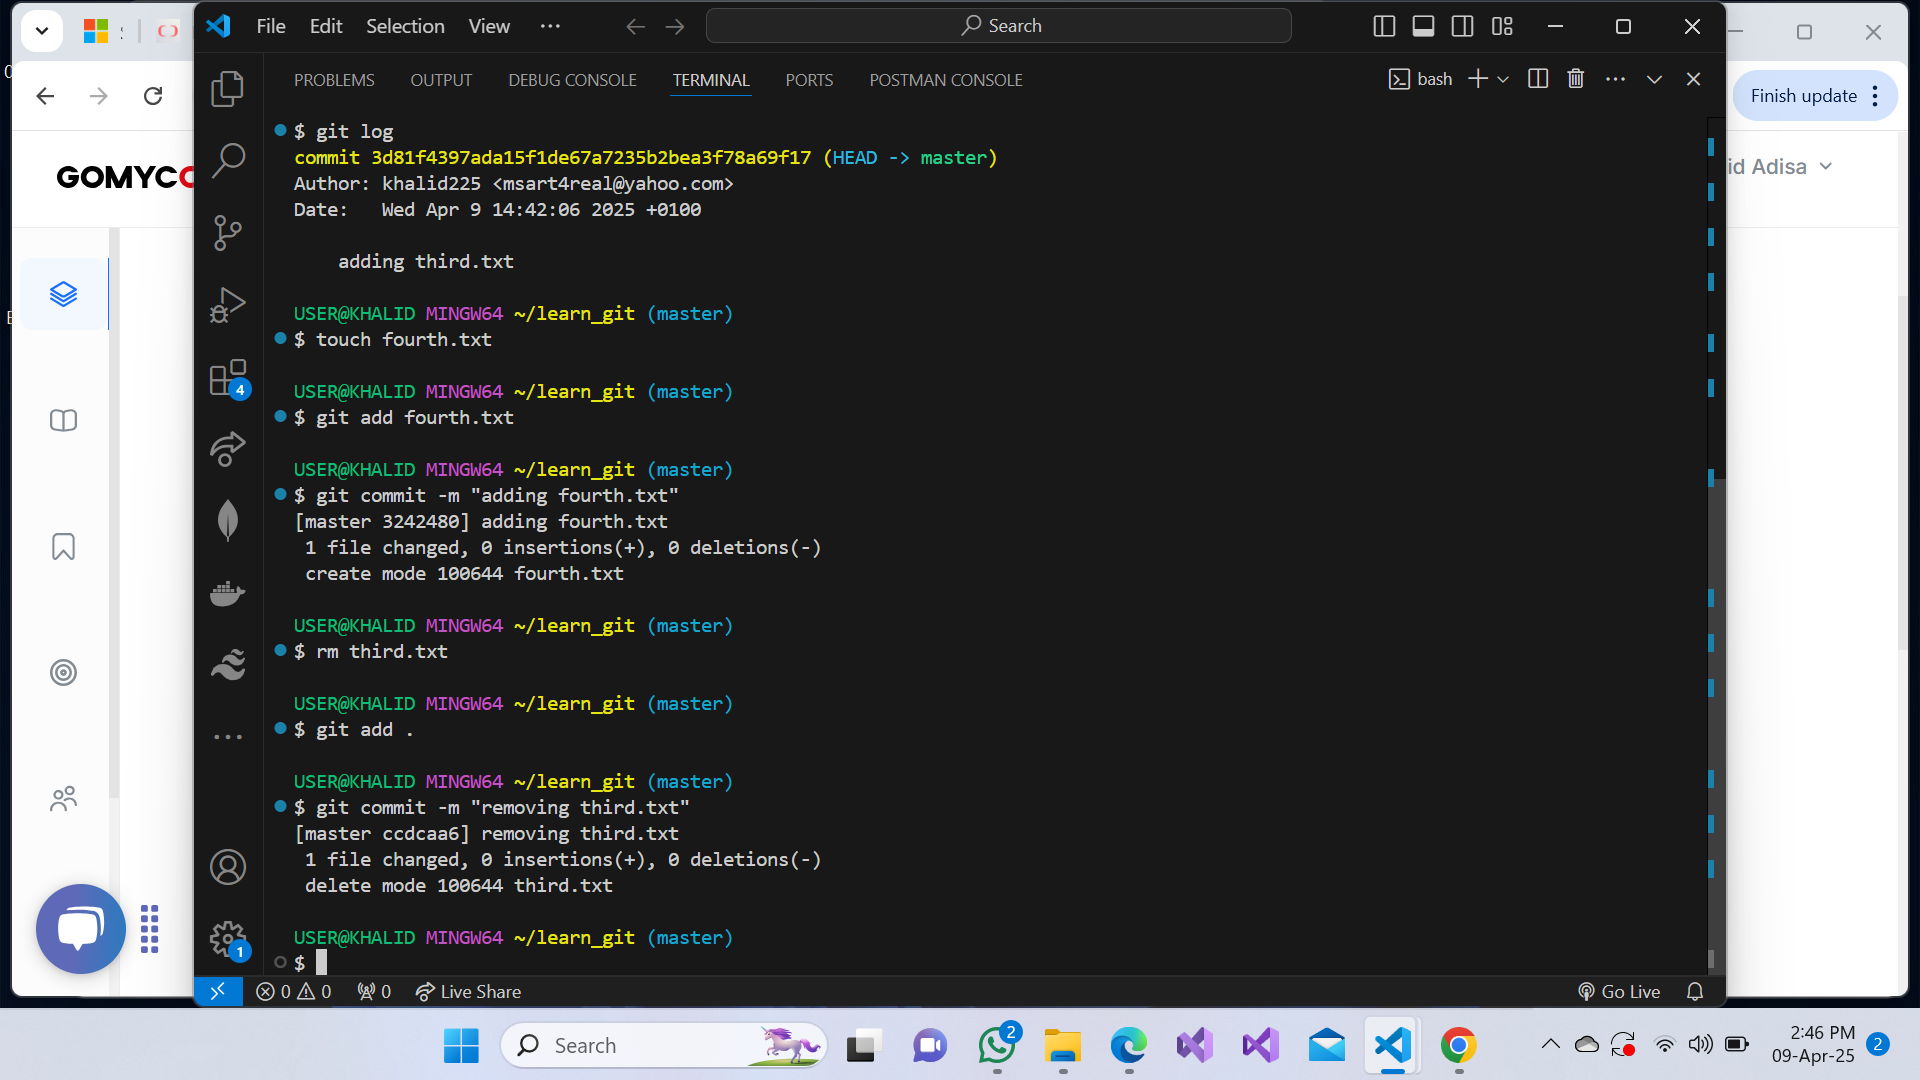 File Edit Selection View ... Search
PROBLEMS OUTPUT DEBUG CONSOLE TERMINAL PORTS POSTMAN CONSOLE bash
Finish update
GOMYCO
id Adisa
$ git log
commit 3d81f4397ada15f1de67a7235b2bea3f78a69f17 (HEAD -> master)
Author: khalid225 <msart4real@yahoo.com>
Date:   Wed Apr 9 14:42:06 2025 +0100
adding third.txt
USER@KHALID MINGW64 ~/learn_git (master)
$ touch fourth.txt
USER@KHALID MINGW64 ~/learn_git (master)
$ git add fourth.txt
USER@KHALID MINGW64 ~/learn_git (master)
$ git commit -m "adding fourth.txt"
[master 3242480] adding fourth.txt
1 file changed, 0 insertions(+), 0 deletions(-)
create mode 100644 fourth.txt
USER@KHALID MINGW64 ~/learn_git (master)
$ rm third.txt
USER@KHALID MINGW64 ~/learn_git (master)
$ git add .
USER@KHALID MINGW64 ~/learn_git (master)
$ git commit -m "removing third.txt"
[master ccdcaa6] removing third.txt
1 file changed, 0 insertions(+), 0 deletions(-)
delete mode 100644 third.txt
USER@KHALID MINGW64 ~/learn_git (master)
$
4
1
0 0 0 Live Share Go Live
Search 2 2:46 PM
09-Apr-25 2